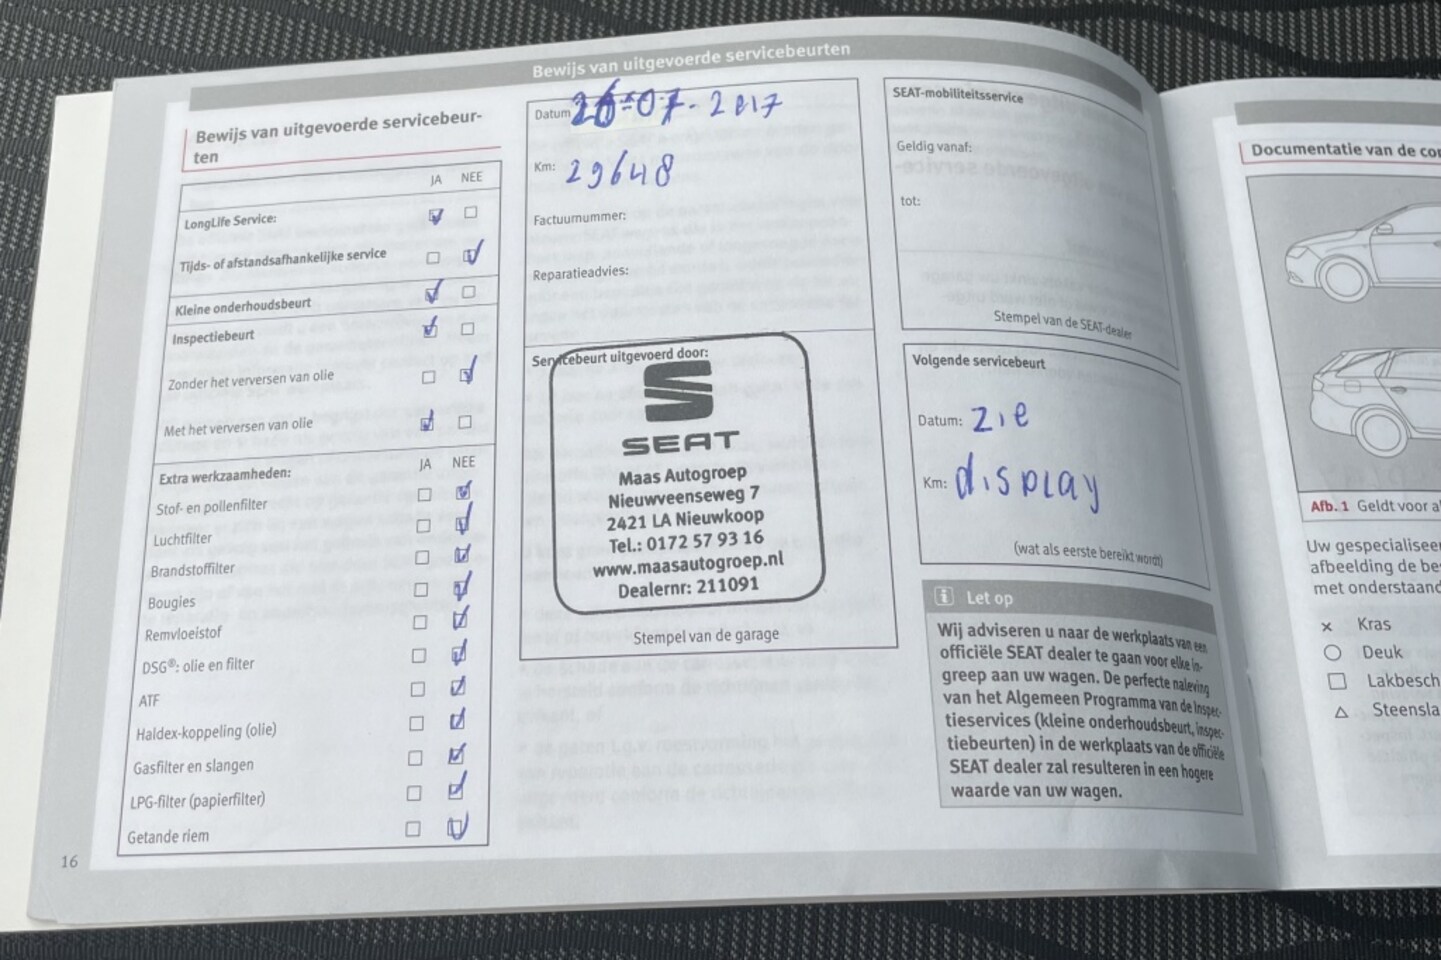 Bewijs van uitgevoerde servicebeurten
Bewijs van uitgevoerde servicebeur-
ten
JA NEE
LongLife Service:
Tijds- of afstandsafhankelijke service
Kleine onderhoudsbeurt
Inspectiebeurt
Zonder het verversen van olie
Met het verversen van olie
Extra werkzaamheden: JA NEE
Stof- en pollenfilter
Luchtfilter
Brandstoffilter
Bougies
Remvloeistof
DSG®: olie en filter
ATF
Haldex-koppeling (olie)
Gasfilter en slangen
LPG-filter (papierfilter)
Getande riem
16
Datum 26-07-2017
Km: 29648
Factuurnummer:
Reparatieadvies:
Servicebeurt uitgevoerd door:
SEAT
Maas Autogroep
Nieuwveenseweg 7
2421 LA Nieuwkoop
Tel.: 0172 57 93 16
www.maasautogroep.nl
Dealernr: 211091
Stempel van de garage
SEAT-mobiliteitsservice
Geldig vanaf:
tot:
Stempel van de SEAT-dealer
Volgende servicebeurt
Datum: zie
Km: display
(wat als eerste bereikt wordt)
Let op
Wij adviseren u naar de werkplaats van een
officiële SEAT dealer te gaan voor elke in-
greep aan uw wagen. De perfecte naleving
van het Algemeen Programma van de Inspec-
tieservices (kleine onderhoudsbeurt, inspec-
tiebeurten) in de werkplaats van de officiële
SEAT dealer zal resulteren in een hogere
waarde van uw wagen.
Documentatie van de
Afb. 1 Geldt voor
Uw
afbeelding de
met
Kras
Deuk